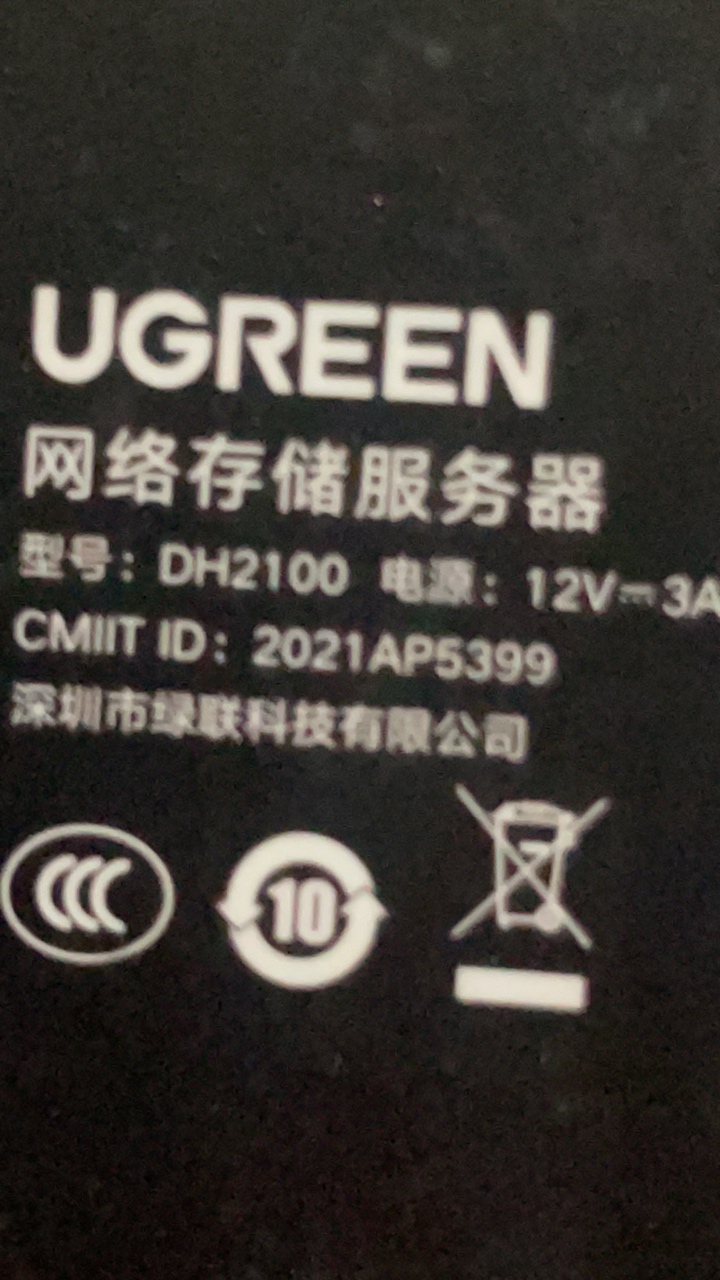 UGREEN
网络存储服务器
型号：DH2100 电源：12V⎓3A
CMIIT ID：2021AP5399
深圳市绿联科技有限公司
CCC 10